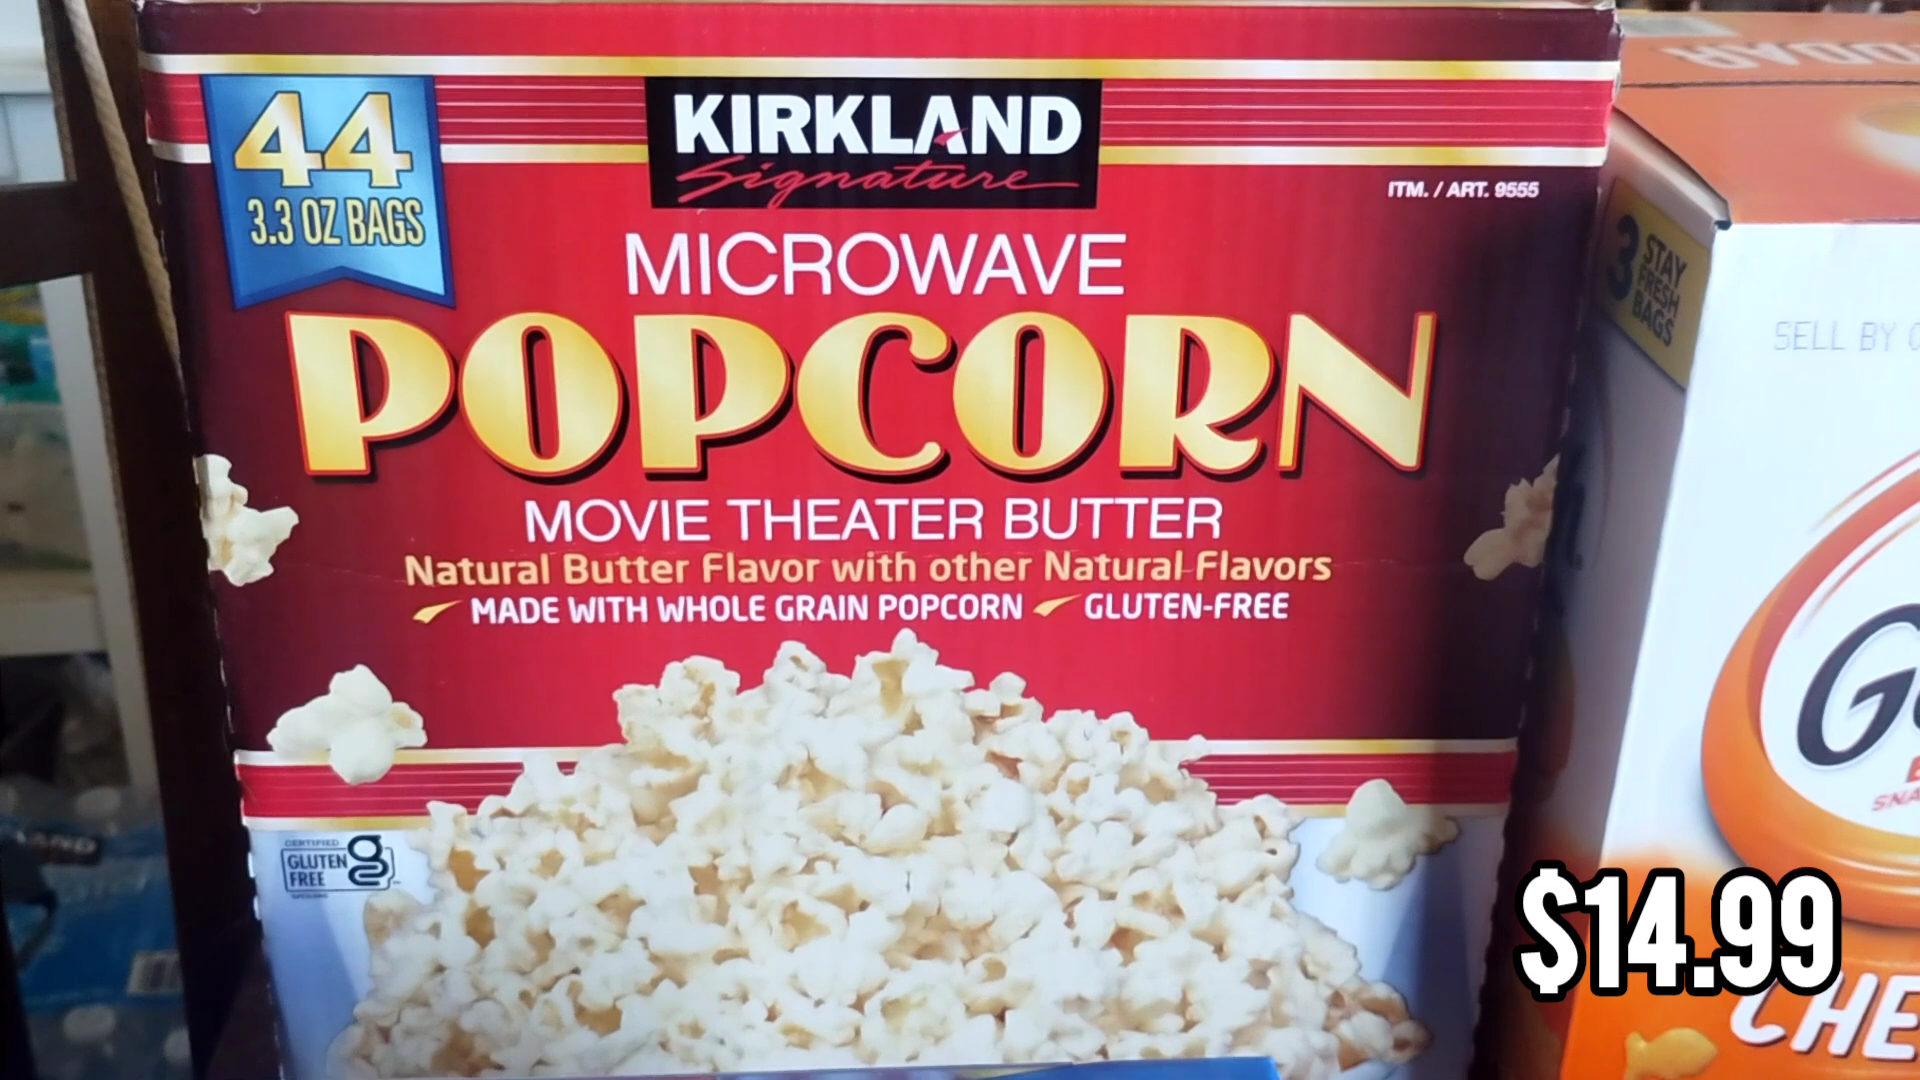 44
3.3 OZ BAGS
KIRKLAND
Signature
ITM. / ART. 9555
MICROWAVE
POPCORN
MOVIE THEATER BUTTER
Natural Butter Flavor with other Natural Flavors
MADE WITH WHOLE GRAIN POPCORN GLUTEN-FREE
CERTIFIED
GLUTEN
FREE
3 STAY
FRESH
BAGS
SELL BY
$14.99